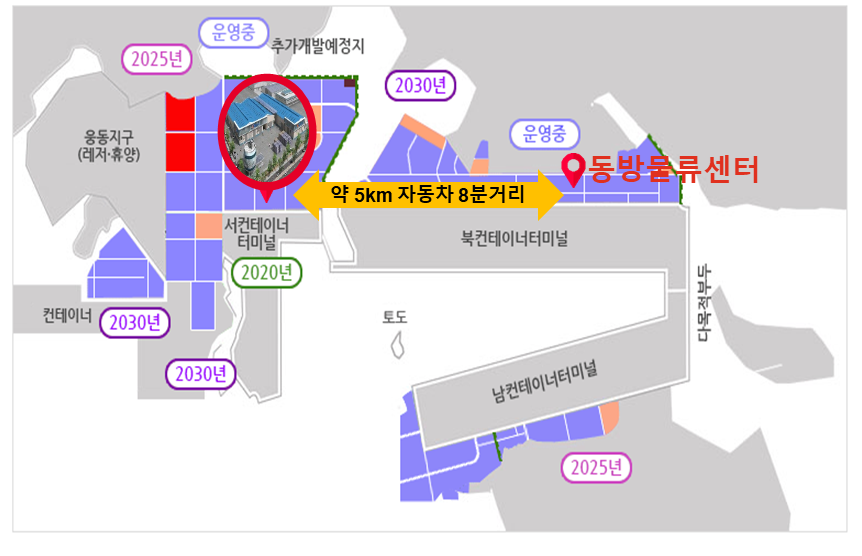 운영중
추가개발예정지
2025년
2030년
웅동지구
(레저·휴양)
운영중
동방물류센터
약 5km 자동차 8분거리
서컨테이너
터미널
북컨테이너터미널
2020년
다목적부두
컨테이너
2030년
토도
2030년
남컨테이너터미널
2025년